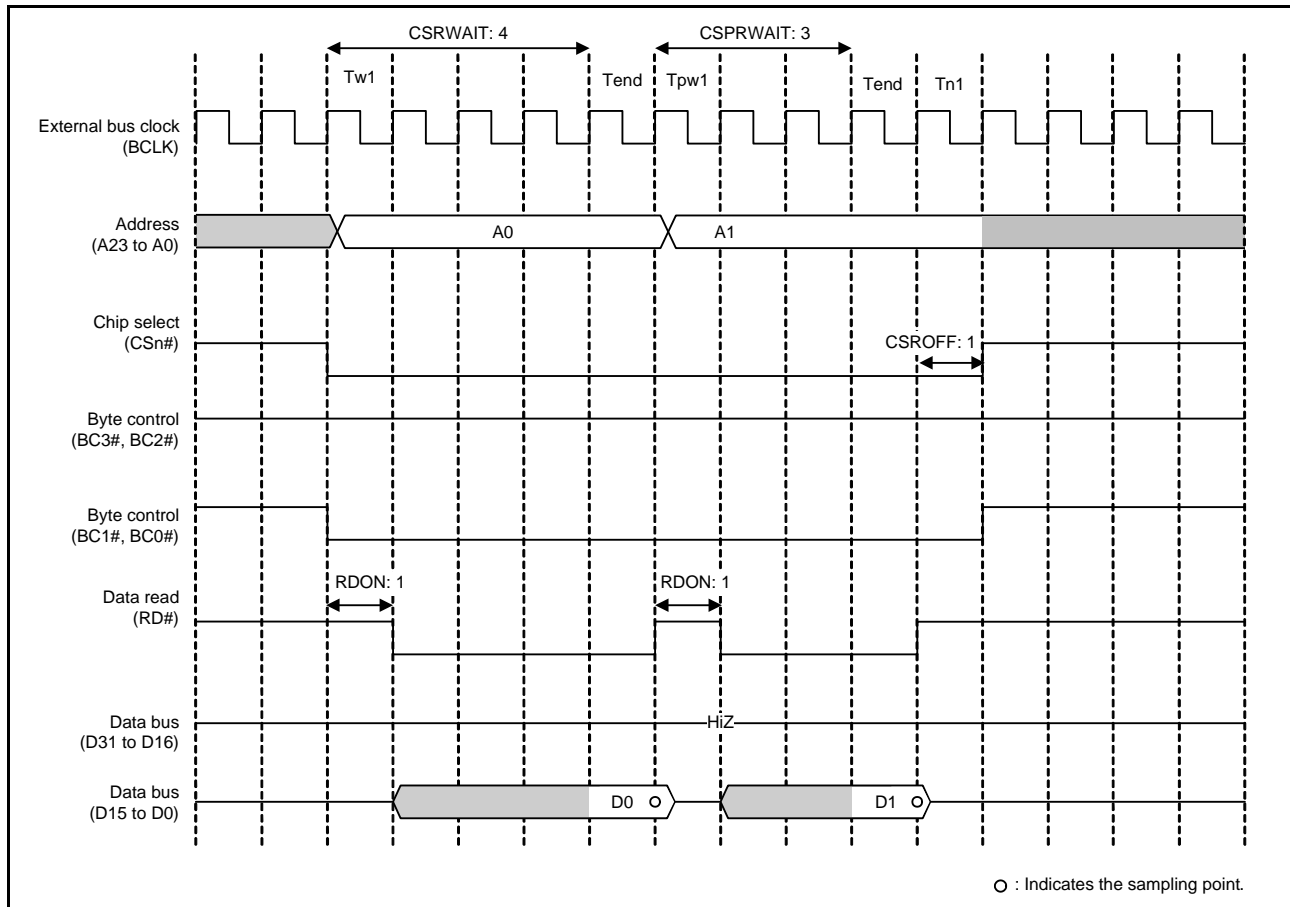 CSRWAIT: 4
CSPRWAIT: 3
Tw1
Tend
Tpw1
Tend
Tn1
External bus clock
(BCLK)
Address
(A23 to A0)
A0
A1
Chip select
(CSn#)
CSROFF: 1
Byte control
(BC3#, BC2#)
Byte control
(BC1#, BC0#)
RDON: 1
RDON: 1
Data read
(RD#)
Data bus
(D31 to D16)
HiZ
Data bus
(D15 to D0)
D0
D1
: Indicates the sampling point.